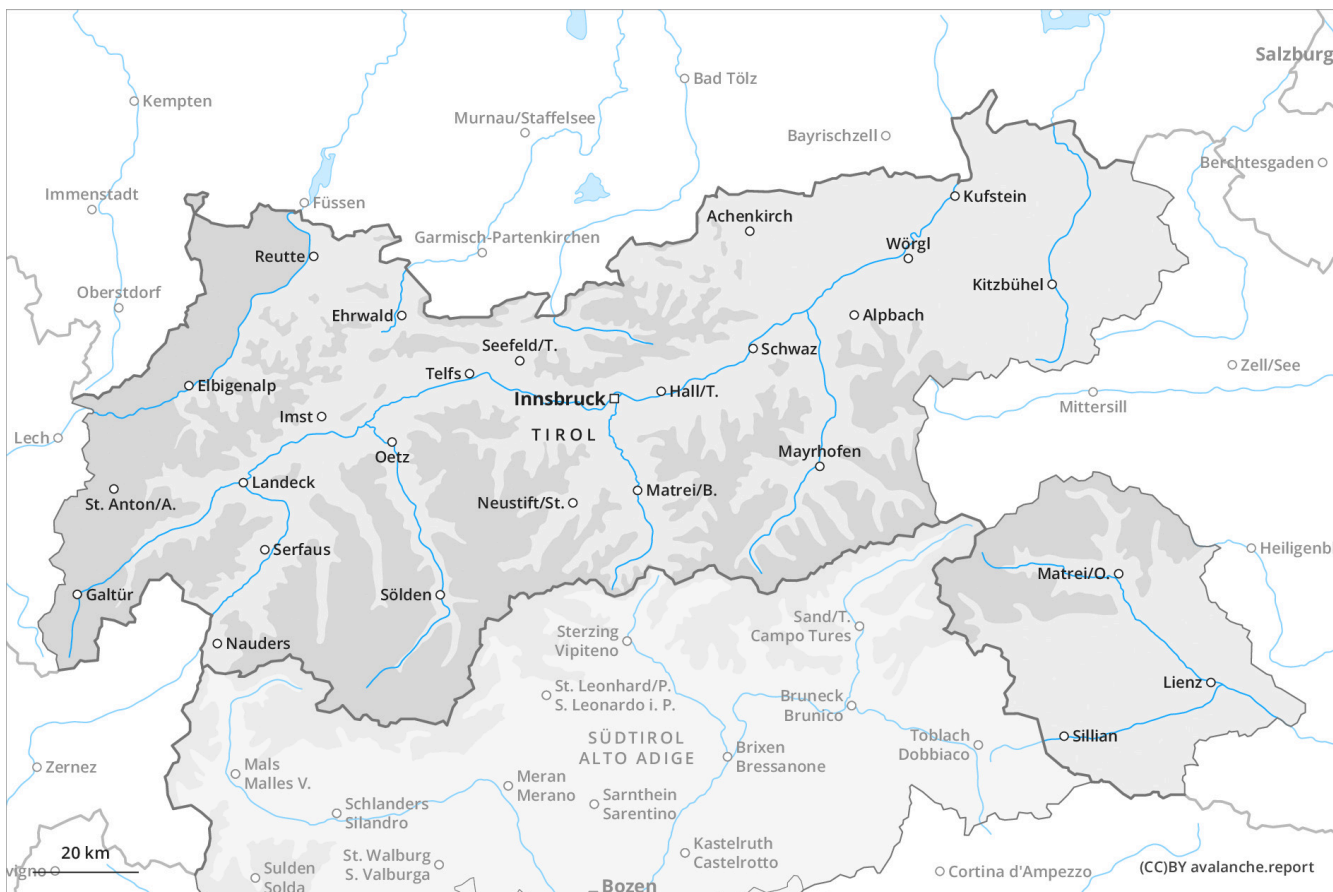 Salzburg
Bad Tölz
Kempten
Murnau/Staffelsee
Bayrischzell
Berchtesgaden
Immenstadt
Füssen
Kufstein
Achenkirch
Garmisch-Partenkirchen
Wörgl
Reutte
Kitzbühel
Oberstdorf
Ehrwald
Alpbach
Seefeld/T.
Schwaz
Telfs
Zell/See
Elbigenalp
Innsbruck
Hall/T.
Mittersill
Imst
TIROL
Lech
Oetz
Mayrhofen
Landeck
Matrei/B.
St. Anton/A.
Neustift/St.
Serfaus
Heiligenb
Matrei/O.
Galtür
Sölden
Sand/T.
Campo Tures
Sterzing
Vipiteno
Nauders
Lienz
St. Leonhard/P.
S. Leonardo i. P.
Bruneck
Brunico
Sillian
SÜDTIROL
ALTO ADIGE
Toblach
Dobbiaco
Brixen
Bressanone
Zernez
Mals
Malles V.
Meran
Merano
Schlanders
Silandro
Sarnthein
Sarentino
Kastelruth
Castelrotto
20 km
St. Walburg
S. Valburga
vigno
Sulden
Solda
Bozen
Cortina d'Ampezzo
(CC)BY avalanche.report